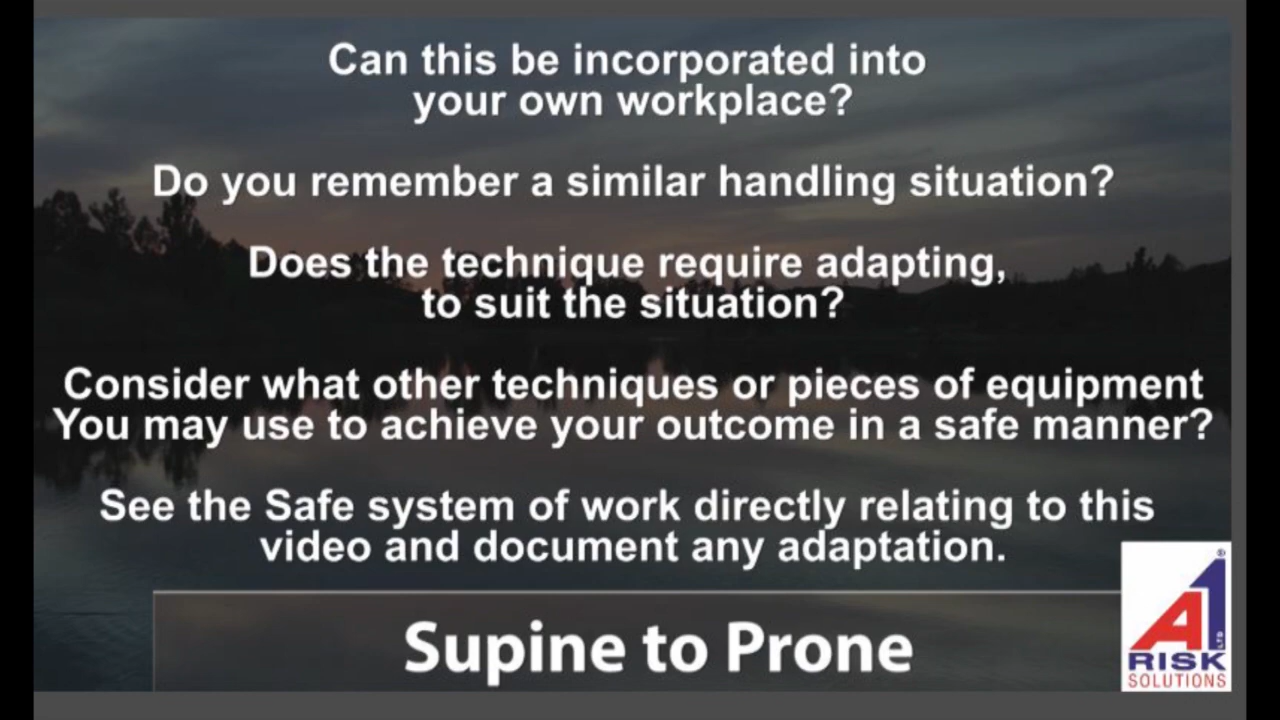 Can this be incorporated into
your own workplace?
Do you remember a similar handling situation?
Does the technique require adapting,
to suit the situation?
Consider what other techniques or pieces of equipment
You may use to achieve your outcome in a safe manner?
See the Safe system of work directly relating to this
video and document any adaptation.
Supine to Prone
A1 ®
LTD
RISK
SOLUTIONS